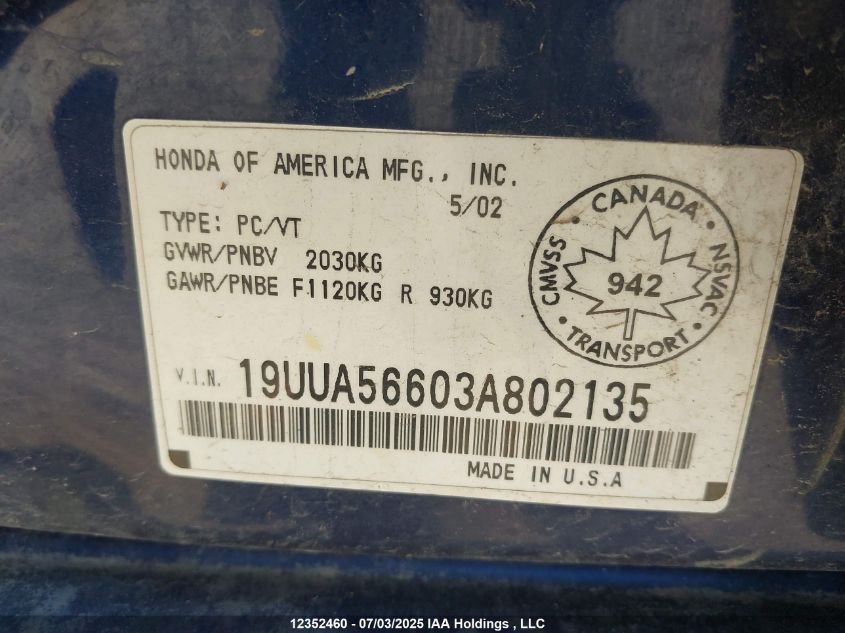 HONDA OF AMERICA MFG., INC.
5/02
TYPE: PC/VT
GVWR/PNBV 2030KG
GAWR/PNBE F1120KG R 930KG
CANADA
CMVSS
942
NSVAC
TRANSPORT
V.I.N. 19UUA56603A802135
MADE IN U.S.A
12352460 - 07/03/2025 IAA Holdings , LLC